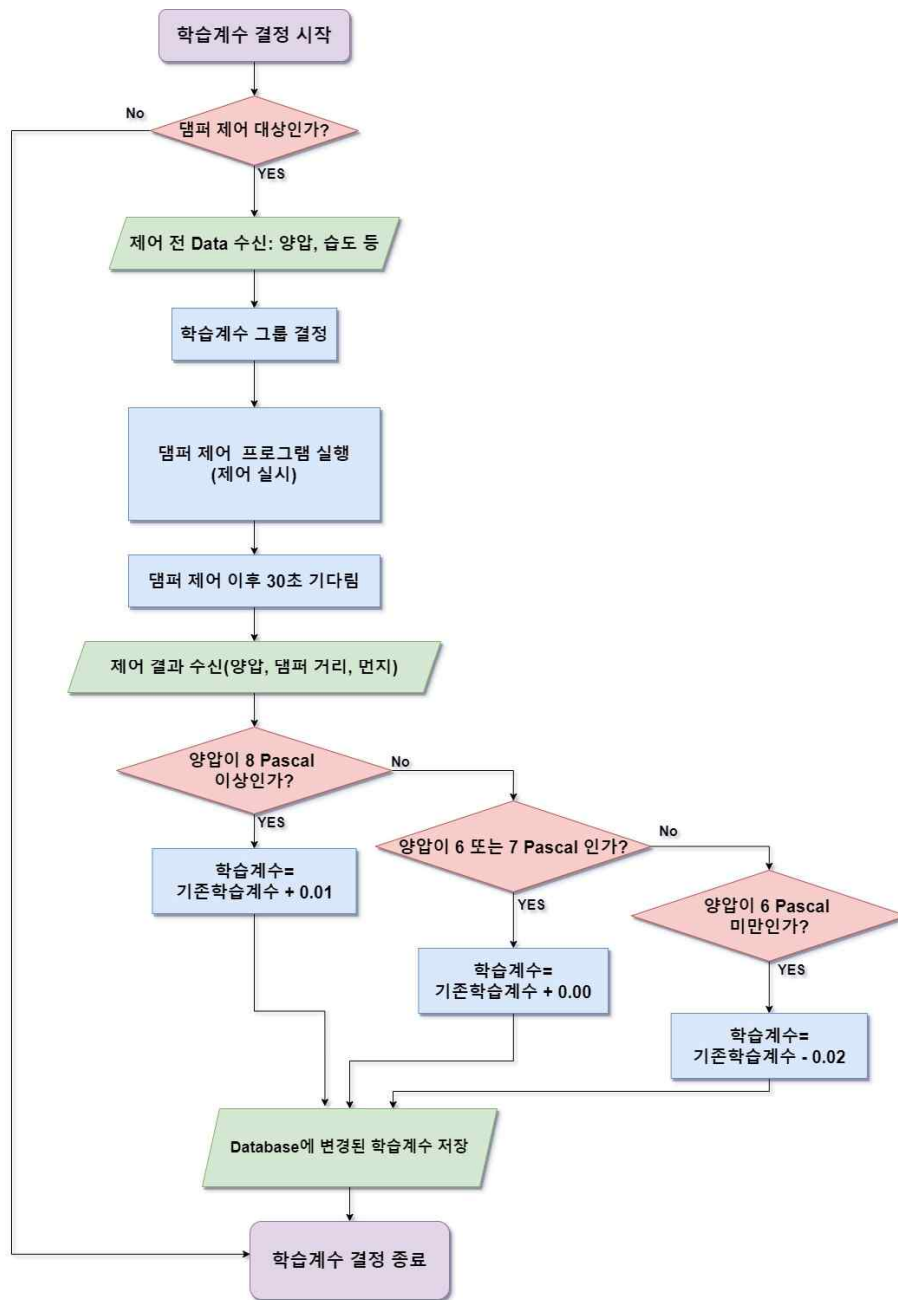 학습계수 결정 시작
No
댐퍼 제어 대상인가?
YES
제어 전 Data 수신: 양압, 습도 등
학습계수 그룹 결정
댐퍼 제어 프로그램 실행
(제어 실시)
댐퍼 제어 이후 30초 기다림
제어 결과 수신(양압, 댐퍼 거리, 먼지)
양압이 8 Pascal
이상인가?
No
YES
학습계수=
기존학습계수 + 0.01
양압이 6 또는 7 Pascal 인가?
No
YES
학습계수=
기존학습계수 + 0.00
양압이 6 Pascal
미만인가?
YES
학습계수=
기존학습계수 - 0.02
Database에 변경된 학습계수 저장
학습계수 결정 종료